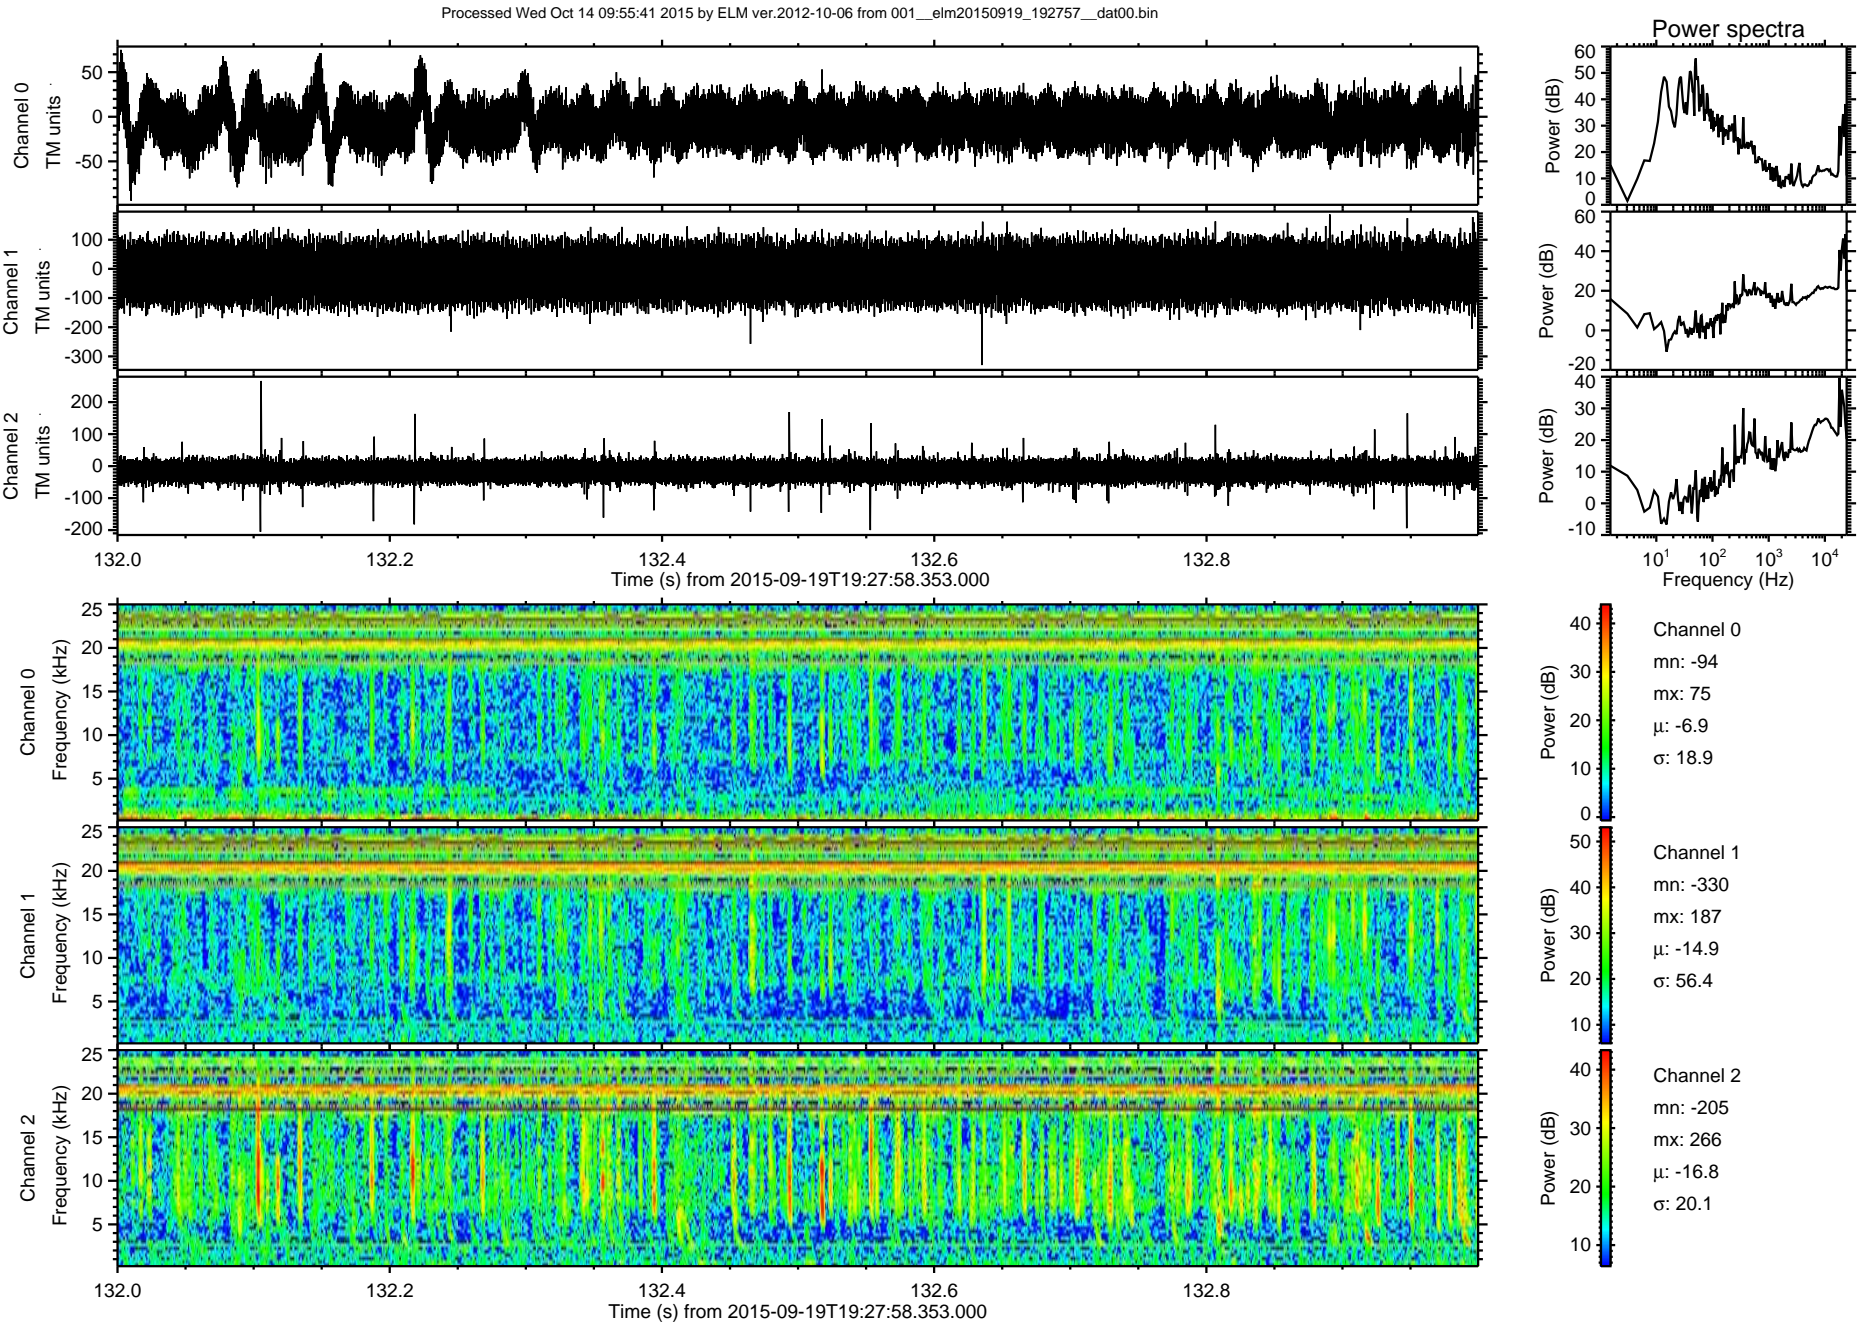 Processed Wed Oct 14 09:55:41 2015 by ELM ver.2012-10-06 from 001__elm20150919_192757__dat00.bin
Power spectra
Channel 0
TM units
50
0
-50
Power (dB)
60
50
40
30
20
10
0
Channel 1
TM units
100
0
-100
-200
-300
Power (dB)
60
40
20
0
-20
Channel 2
TM units
200
100
0
-100
-200
Power (dB)
40
30
20
10
0
-10
132.0 132.2 132.4 132.6 132.8
Time (s) from 2015-09-19T19:27:58.353.000
10¹ 10² 10³ 10⁴
Frequency (Hz)
Channel 0
Frequency (kHz)
25
20
15
10
5
Power (dB)
40
30
20
10
0
Channel 0
mn: -94
mx: 75
µ: -6.9
σ: 18.9
Channel 1
Frequency (kHz)
25
20
15
10
5
Power (dB)
50
40
30
20
10
Channel 1
mn: -330
mx: 187
µ: -14.9
σ: 56.4
Channel 2
Frequency (kHz)
25
20
15
10
5
Power (dB)
40
30
20
10
Channel 2
mn: -205
mx: 266
µ: -16.8
σ: 20.1
132.0 132.2 132.4 132.6 132.8
Time (s) from 2015-09-19T19:27:58.353.000